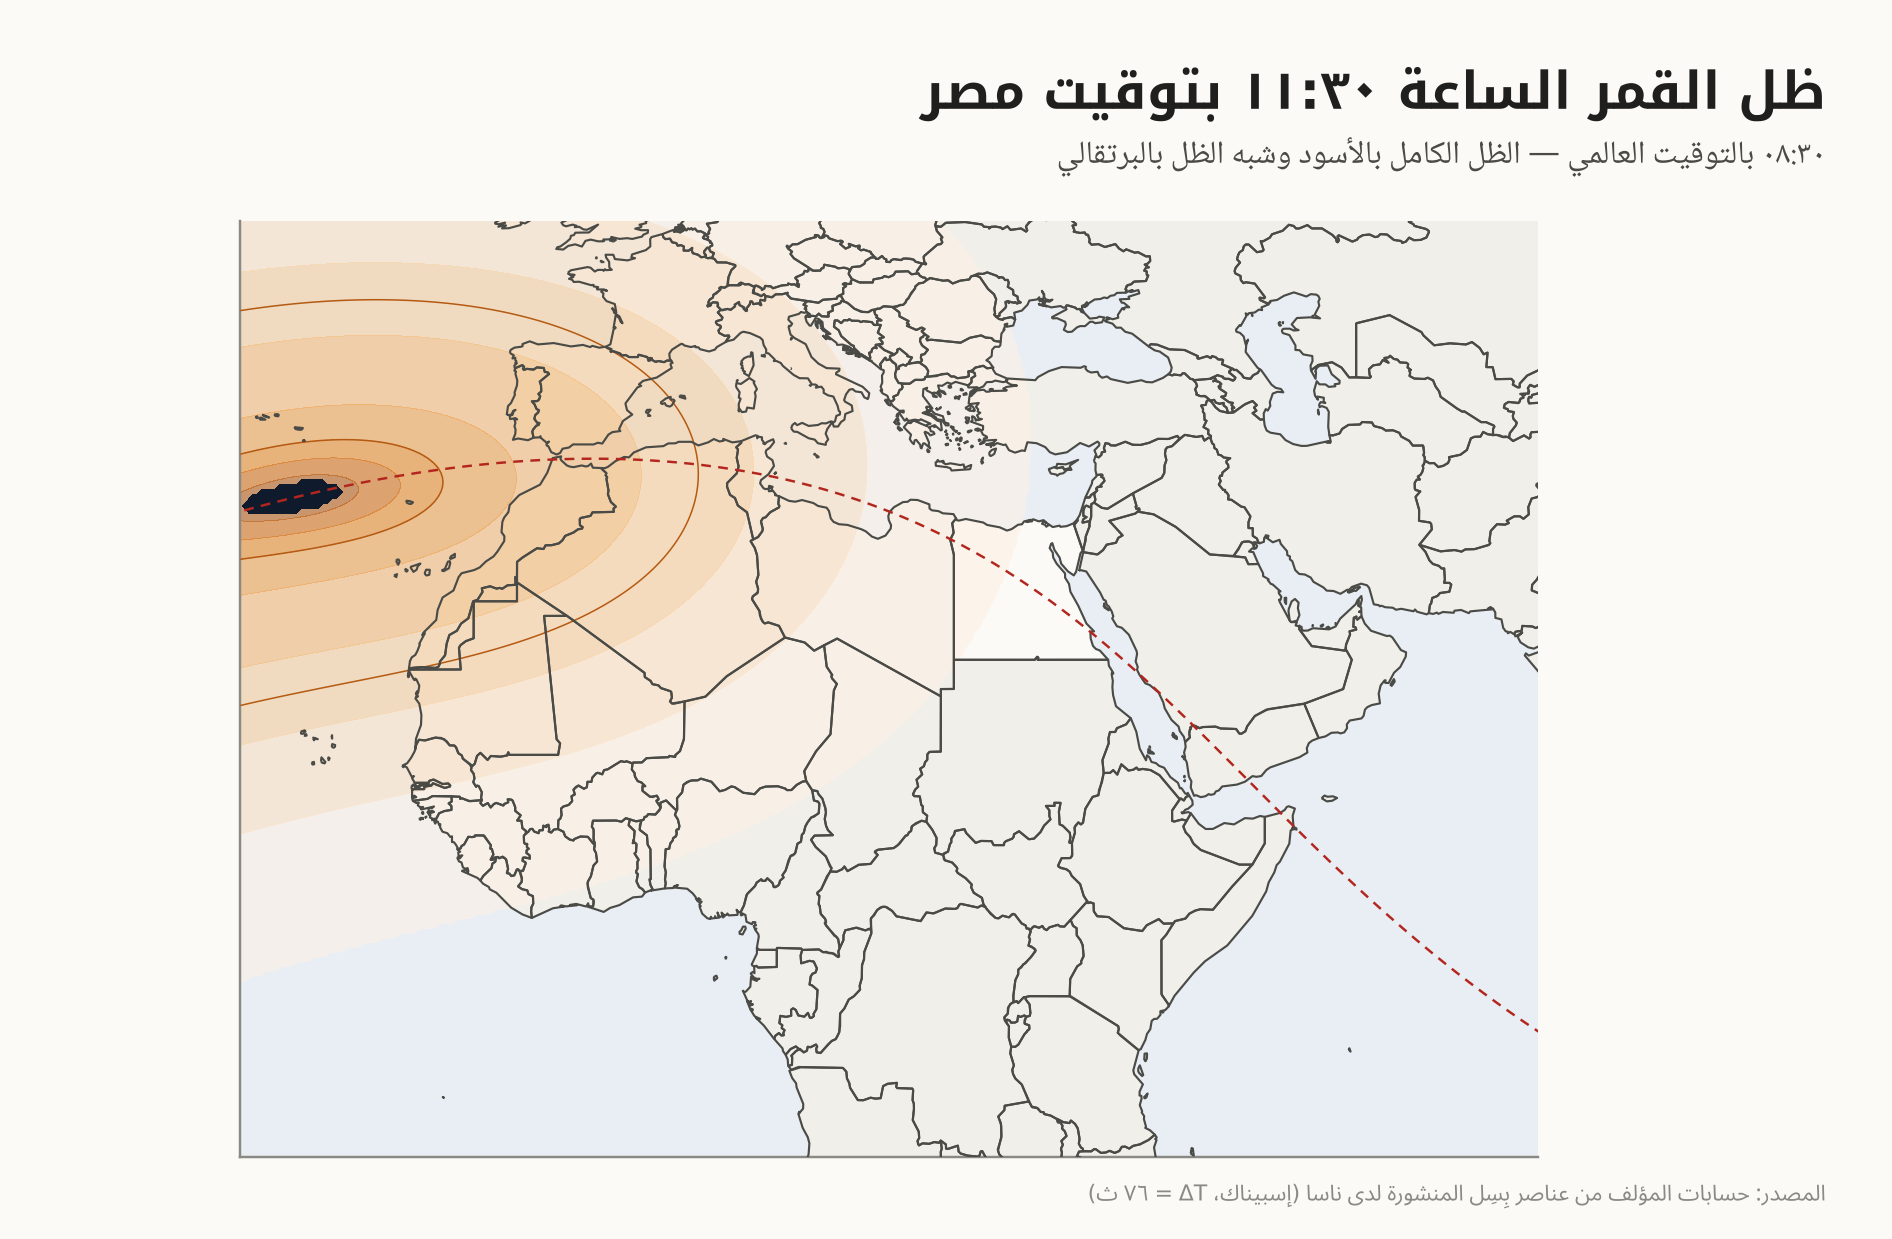 ظل القمر الساعة ١١:٣٠ بتوقيت مصر
٠٨:٣٠ بالتوقيت العالمي — الظل الكامل بالأسود وشبه الظل بالبرتقالي
المصدر: حسابات المؤلف من عناصر بِسِل المنشورة لدى ناسا (إسبيناك، ΔT = ٧٦ ث)